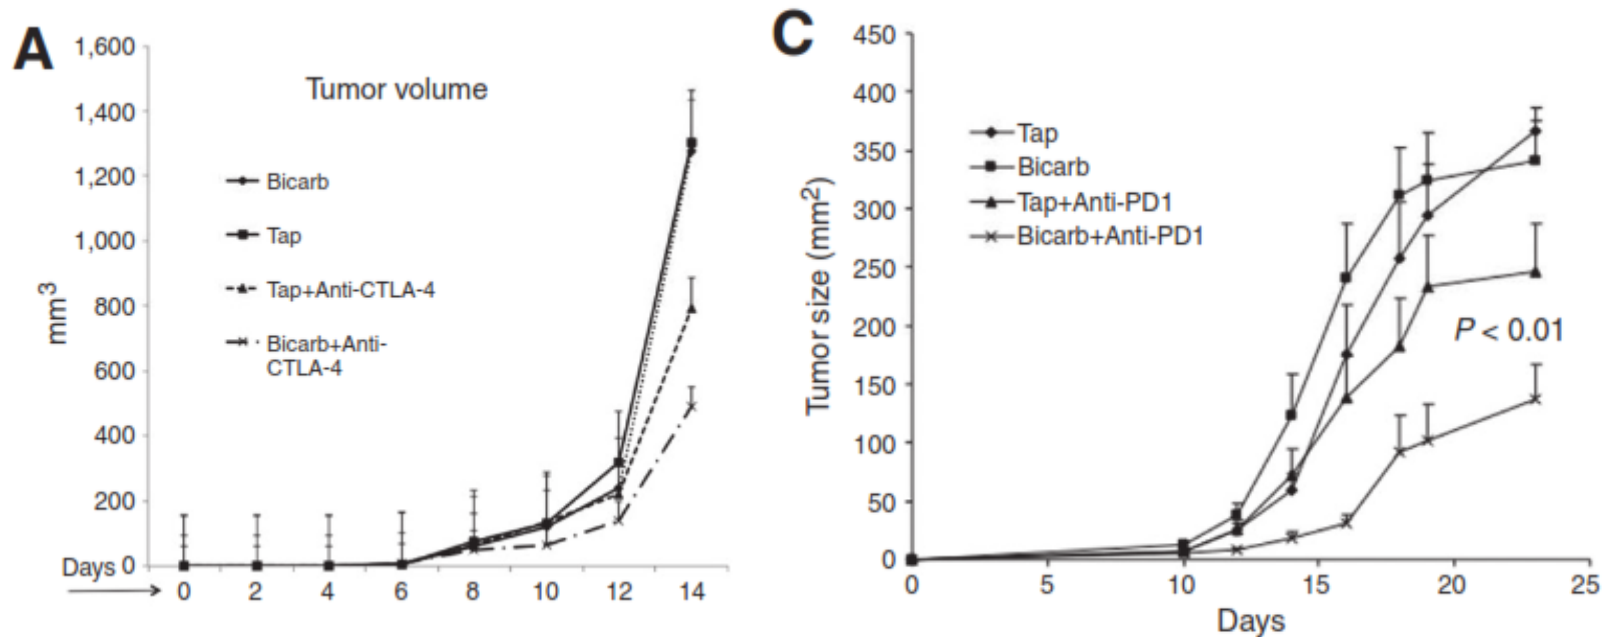 A
Tumor volume
1,600
1,400
1,200
1,000
800
600
400
200
Days 0
mm3
Bicarb
Tap
Tap+Anti-CTLA-4
Bicarb+Anti-
CTLA-4
0 2 4 6 8 10 12 14
C
450
400
350
300
250
200
150
100
50
0
Tumor size (mm2)
Tap
Bicarb
Tap+Anti-PD1
Bicarb+Anti-PD1
P < 0.01
0 5 10 15 20 25
Days